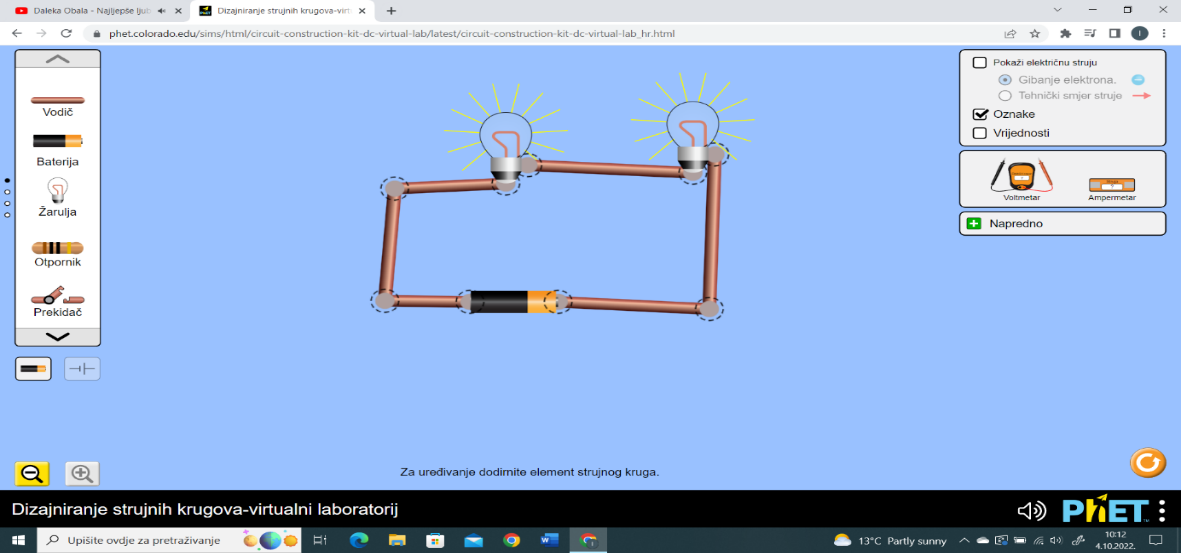 Daleka Obala - Najljepše ljub
Dizajniranje strujnih krugova-virt
phet.colorado.edu/sims/html/circuit-construction-kit-dc-virtual-lab/latest/circuit-construction-kit-dc-virtual-lab_hr.html
I
Vodič
Baterija
Žarulja
Otpornik
Prekidač
Pokaži električnu struju
Gibanje elektrona.
Tehnički smjer struje
Oznake
Vrijednosti
Voltmetar
Ampermetar
Napredno
Za uređivanje dodirnite element strujnog kruga.
Dizajniranje strujnih krugova-virtualni laboratorij
PhET
Upišite ovdje za pretraživanje
13°C Partly sunny
10:12
4.10.2022.